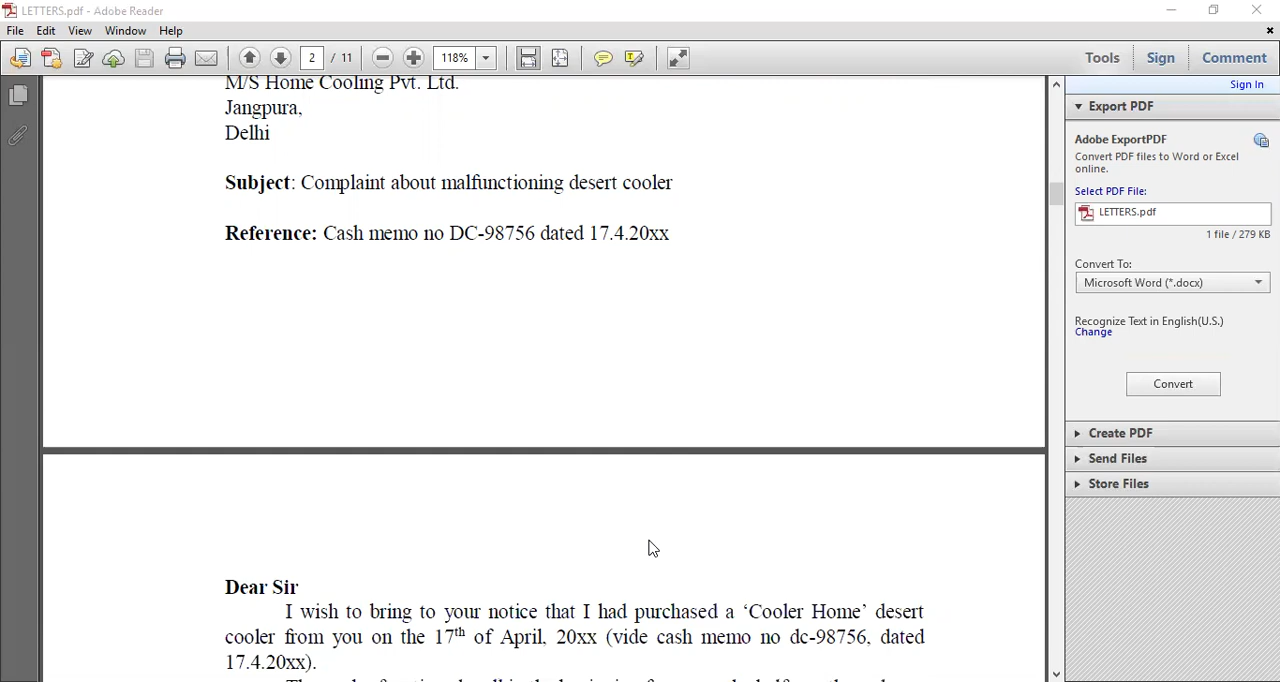 LETTERS.pdf - Adobe Reader
File Edit View Window Help
2 / 11 118% Tools Sign Comment
Sign In
M/S Home Cooling Pvt. Ltd.
Jangpura,
Delhi
Subject: Complaint about malfunctioning desert cooler
Reference: Cash memo no DC-98756 dated 17.4.20xx
Dear Sir
I wish to bring to your notice that I had purchased a ‘Cooler Home’ desert
cooler from you on the 17th of April, 20xx (vide cash memo no dc-98756, dated
17.4.20xx).
Export PDF
Adobe ExportPDF
Convert PDF files to Word or Excel
online.
Select PDF File:
LETTERS.pdf
1 file / 279 KB
Convert To:
Microsoft Word (*.docx)
Recognize Text in English(U.S.)
Change
Convert
Create PDF
Send Files
Store Files